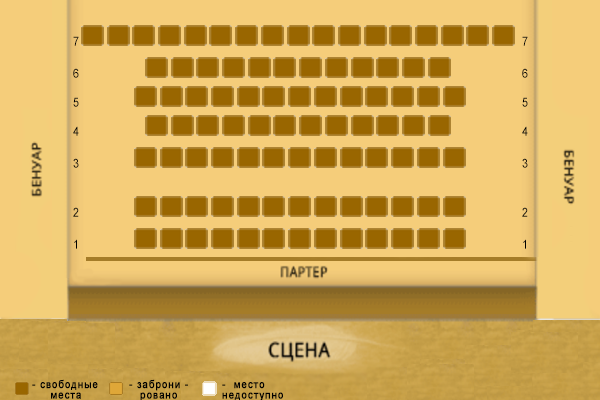 7 7
6 6
5 5
4 4
3 3
2 2
1 1
БЕНУАР
БЕНУАР
ПАРТЕР
СЦЕНА
- свободные
места
- заброни -
ровано
- место
недоступно